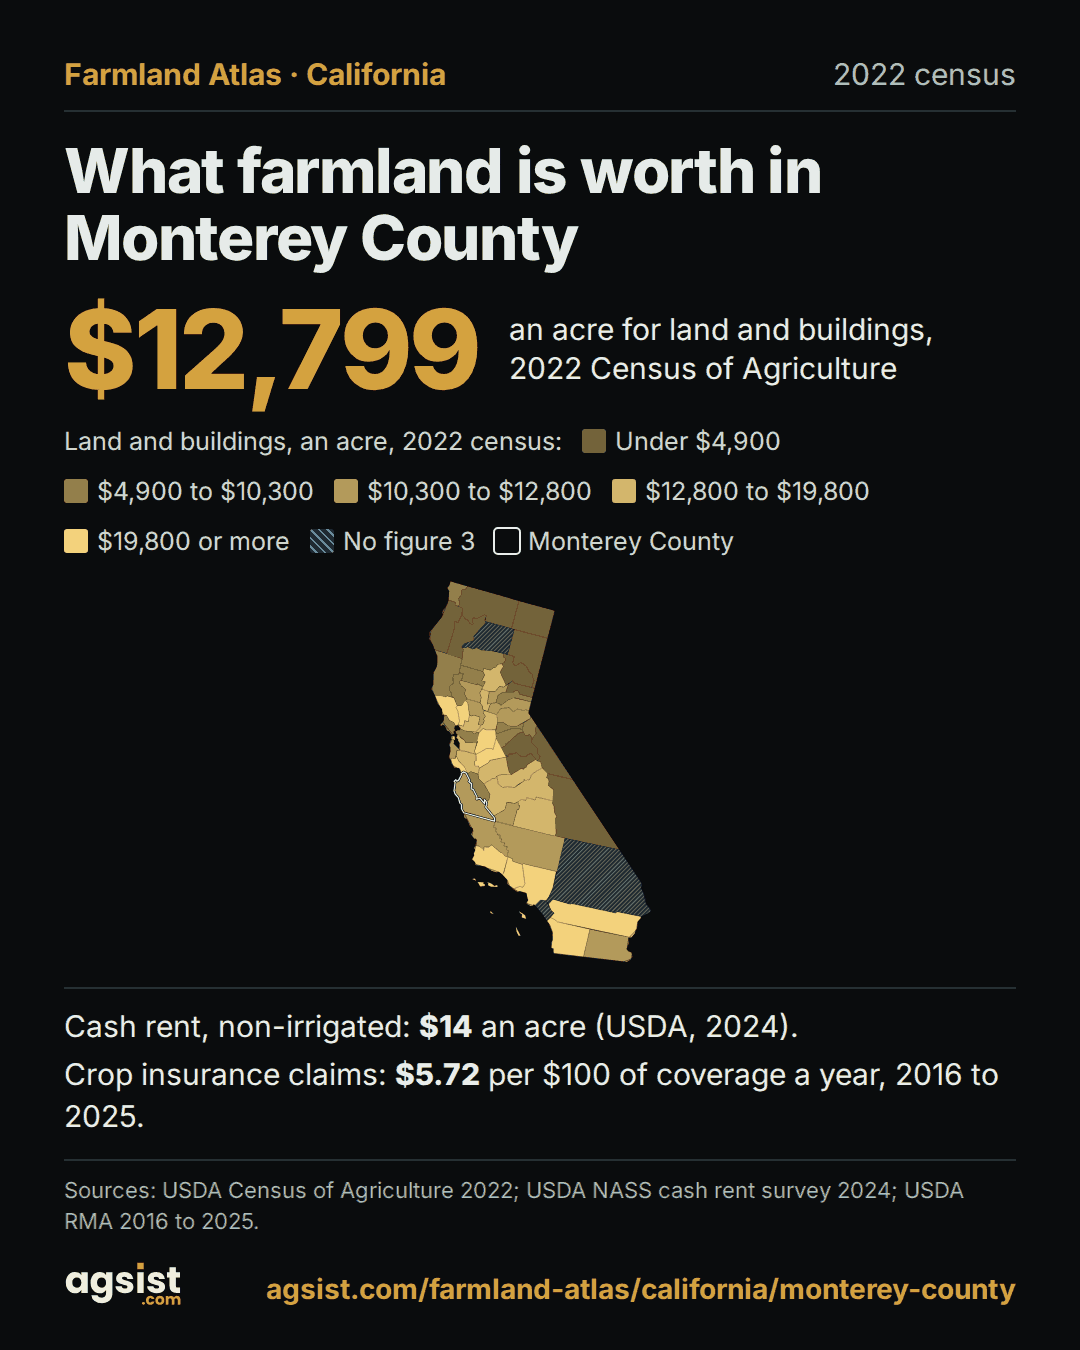 Farmland Atlas · California
2022 census
What farmland is worth in
Monterey County
$12,799
an acre for land and buildings,
2022 Census of Agriculture
Land and buildings, an acre, 2022 census: Under $4,900
$4,900 to $10,300 $10,300 to $12,800 $12,800 to $19,800
$19,800 or more No figure 3 Monterey County
Cash rent, non-irrigated: $14 an acre (USDA, 2024).
Crop insurance claims: $5.72 per $100 of coverage a year, 2016 to
2025.
Sources: USDA Census of Agriculture 2022; USDA NASS cash rent survey 2024; USDA
RMA 2016 to 2025.
agsist
.com
agsist.com/farmland-atlas/california/monterey-county